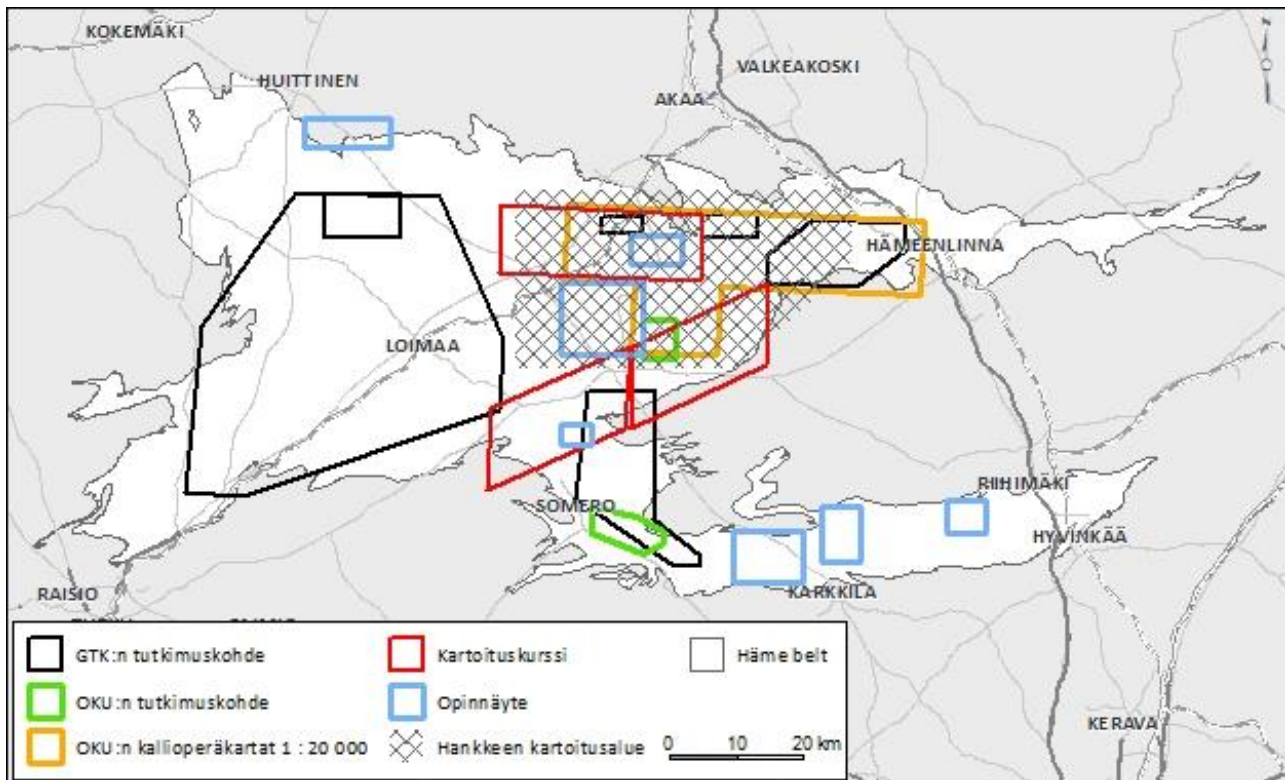 KOKEMÄKI
HUITTINEN
VALKEAKOSKI
AKAA
HÄMEENLINNA
LOIMAA
SOMERO
RIIHIMÄKI
HYVINKÄÄ
KARKKILA
RAISIO
KERAVA
N
GTK:n tutkimuskohde
Kartoituskurssi
Häme belt
OKU:n tutkimuskohde
Opinnäyte
OKU:n kallioperäkartat 1 : 20 000
Hankkeen kartoitusalue
0 10 20 km